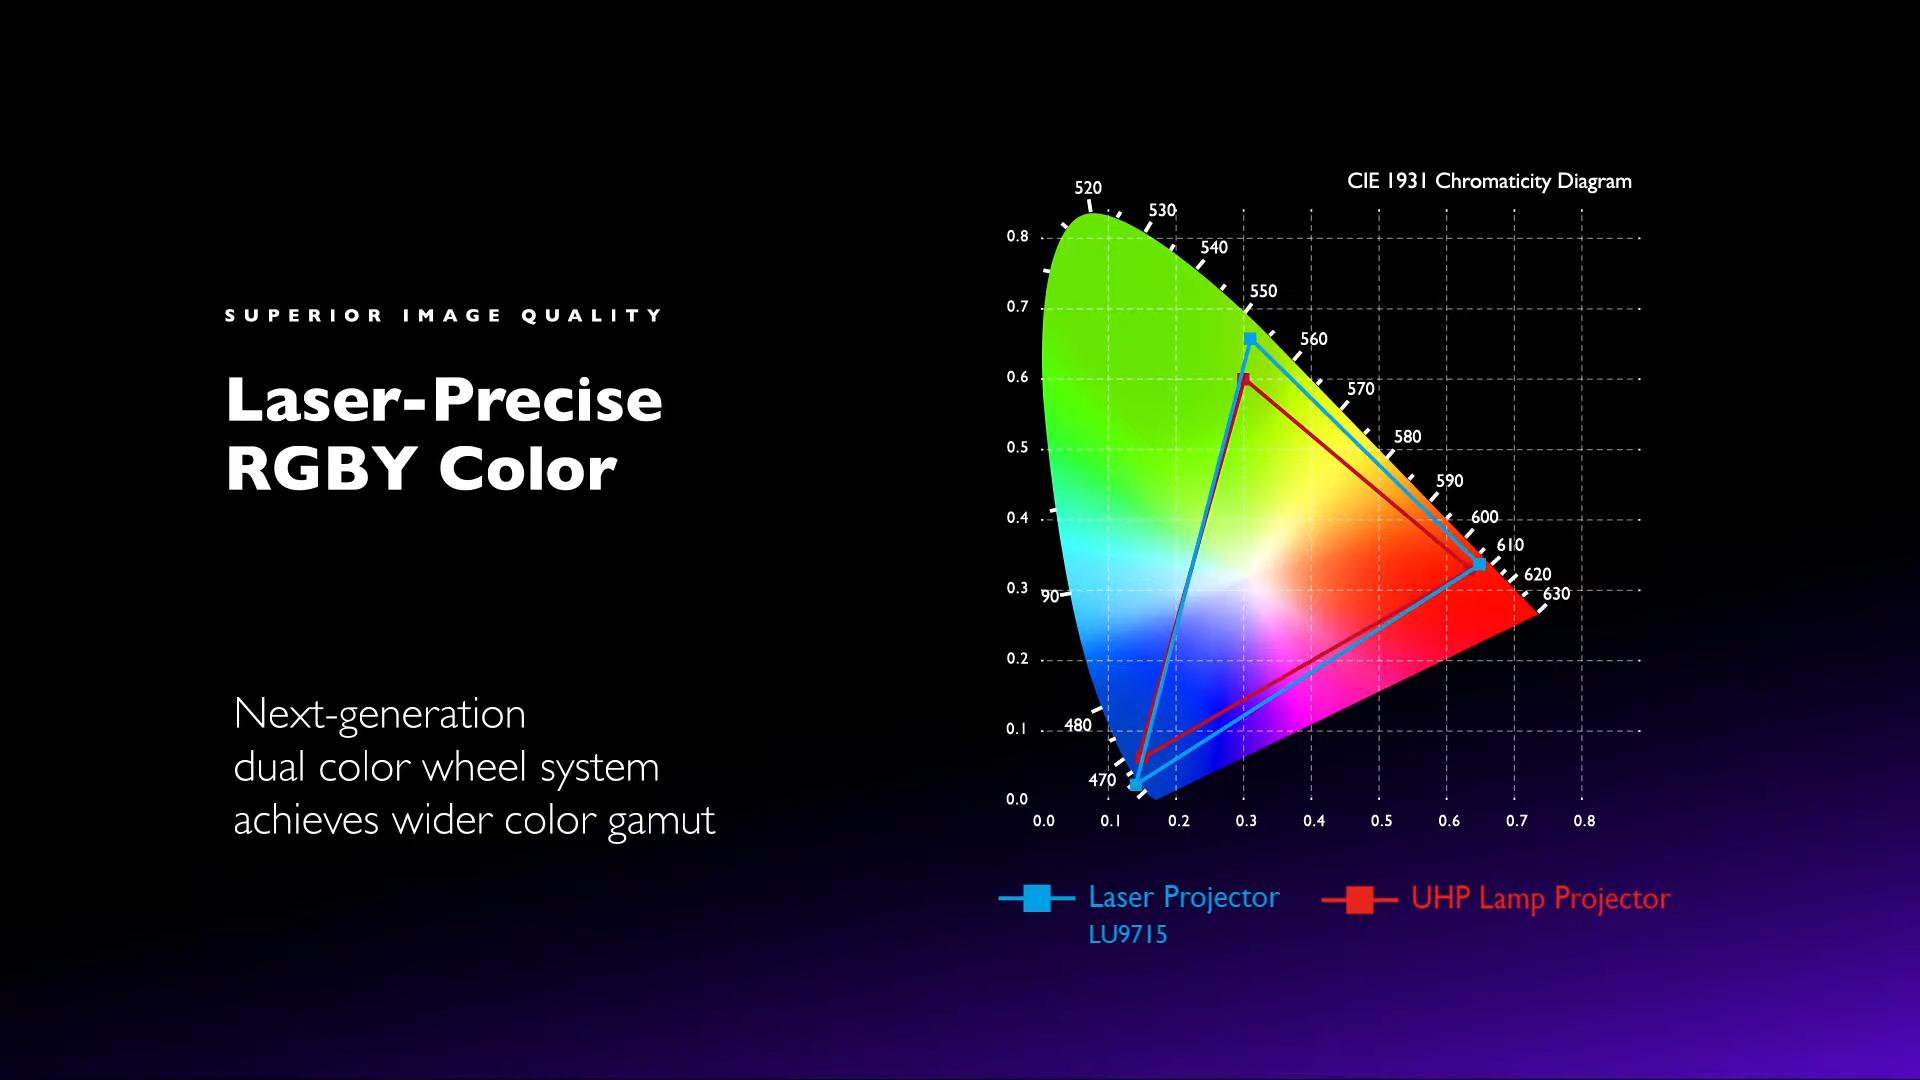 SUPERIOR IMAGE QUALITY
Laser-Precise
RGBY Color
Next-generation
dual color wheel system
achieves wider color gamut
CIE 1931 Chromaticity Diagram
520
530
540
550
560
570
580
590
600
610
620
630
90
480
470
0.8
0.7
0.6
0.5
0.4
0.3
0.2
0.1
0.0
0.0 0.1 0.2 0.3 0.4 0.5 0.6 0.7 0.8
Laser Projector
LU9715
UHP Lamp Projector